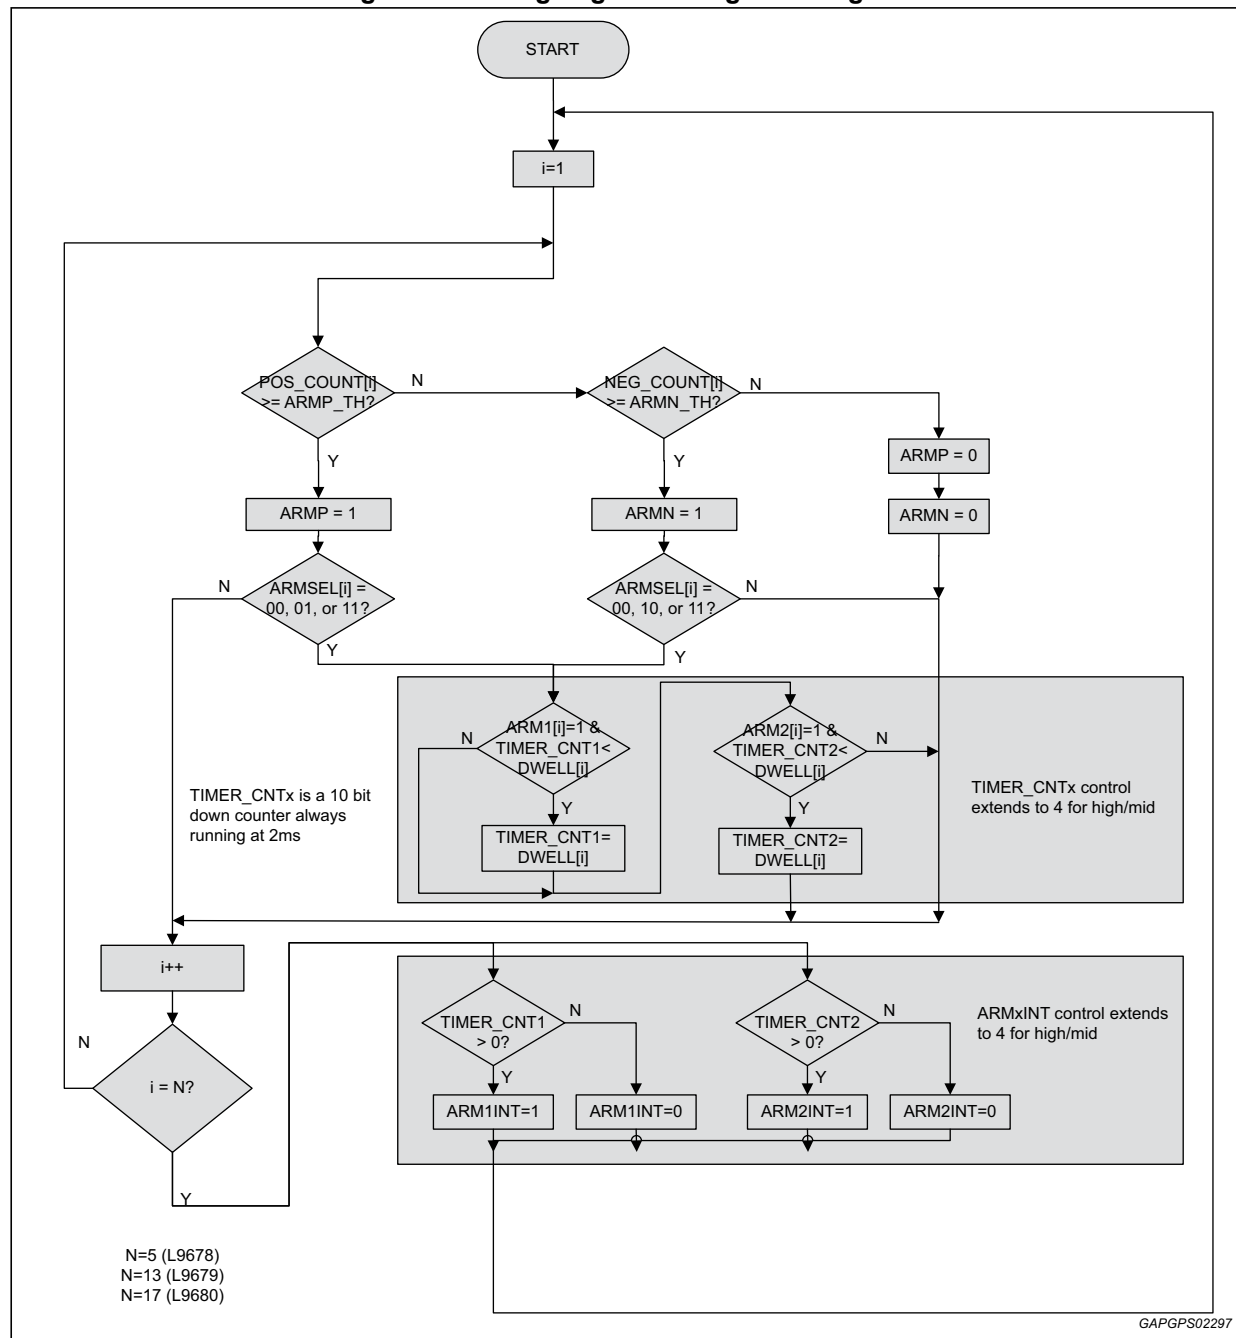 START
i=1
POS_COUNT[i]
>= ARMP_TH?
N
NEG_COUNT[i]
>= ARMN_TH?
N
Y
Y
ARMP = 0
ARMP = 1
ARMN = 1
ARMN = 0
N
ARMSEL[i] =
00, 01, or 11?
ARMSEL[i] =
00, 10, or 11?
N
Y
Y
N
ARM1[i]=1 &
TIMER_CNT1<
DWELL[i]
ARM2[i]=1 &
TIMER_CNT2<
DWELL[i]
N
TIMER_CNTx is a 10 bit
down counter always
running at 2ms
TIMER_CNTx control
extends to 4 for high/mid
Y
Y
TIMER_CNT1=
DWELL[i]
TIMER_CNT2=
DWELL[i]
i++
TIMER_CNT1
> 0?
N
TIMER_CNT2
> 0?
N
ARMxINT control extends
to 4 for high/mid
N
i = N?
Y
Y
ARM1INT=1
ARM1INT=0
ARM2INT=1
ARM2INT=0
Y
N=5 (L9678)
N=13 (L9679)
N=17 (L9680)
GAPGPS02297